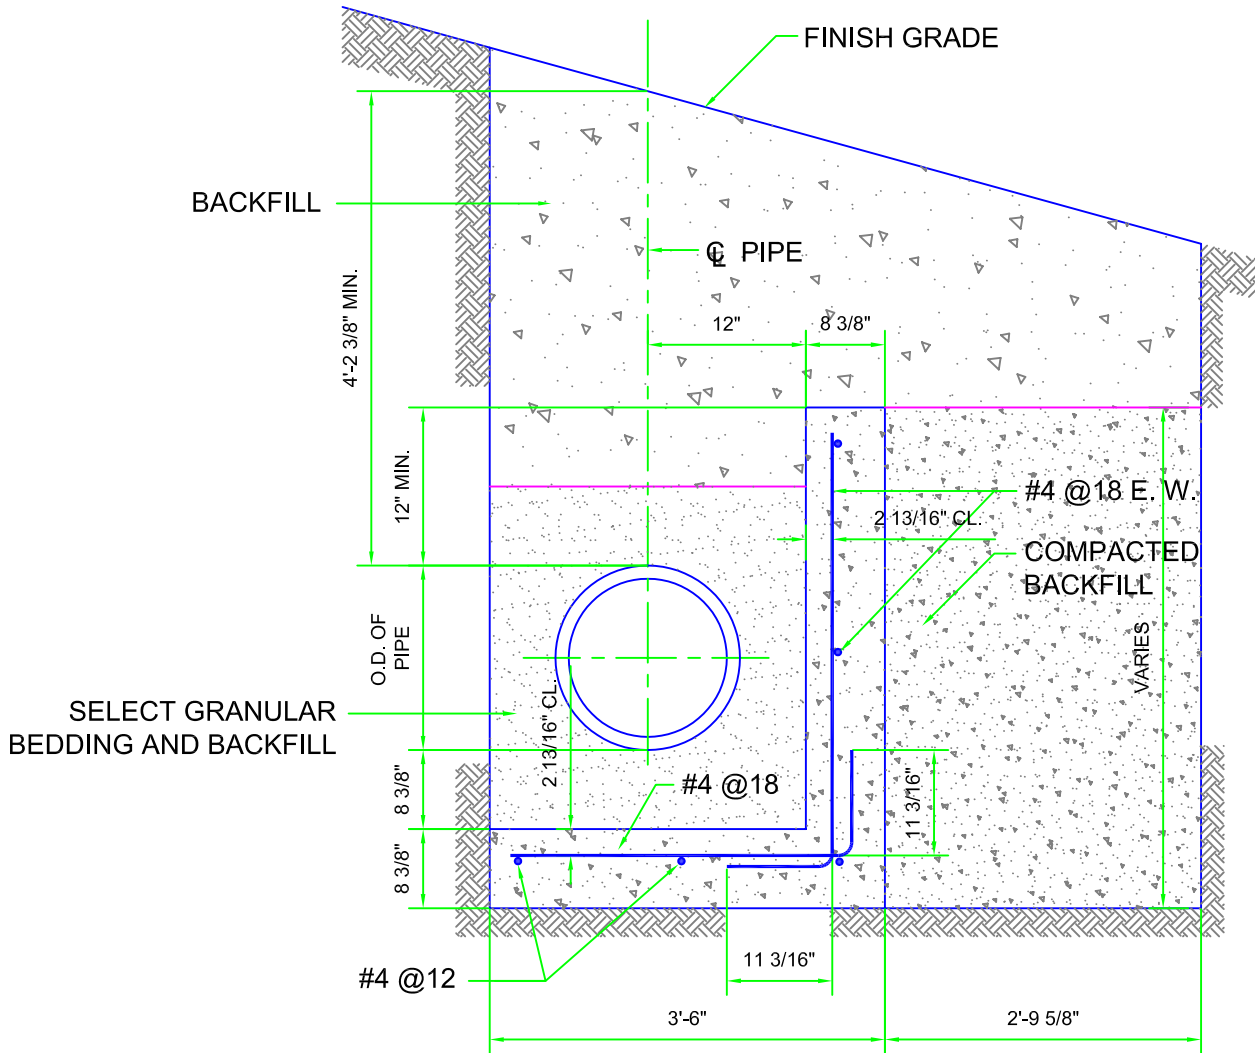 FINISH GRADE
BACKFILL
℄ PIPE
4'-2 3/8" MIN.
12"
8 3/8"
12" MIN.
#4 @18 E. W.
2 13/16" CL.
COMPACTED
BACKFILL
O.D. OF
PIPE
VARIES
SELECT GRANULAR
BEDDING AND BACKFILL
2 13/16" CL.
8 3/8"
#4 @18
11 3/16"
8 3/8"
#4 @12
11 3/16"
3'-6"
2'-9 5/8"